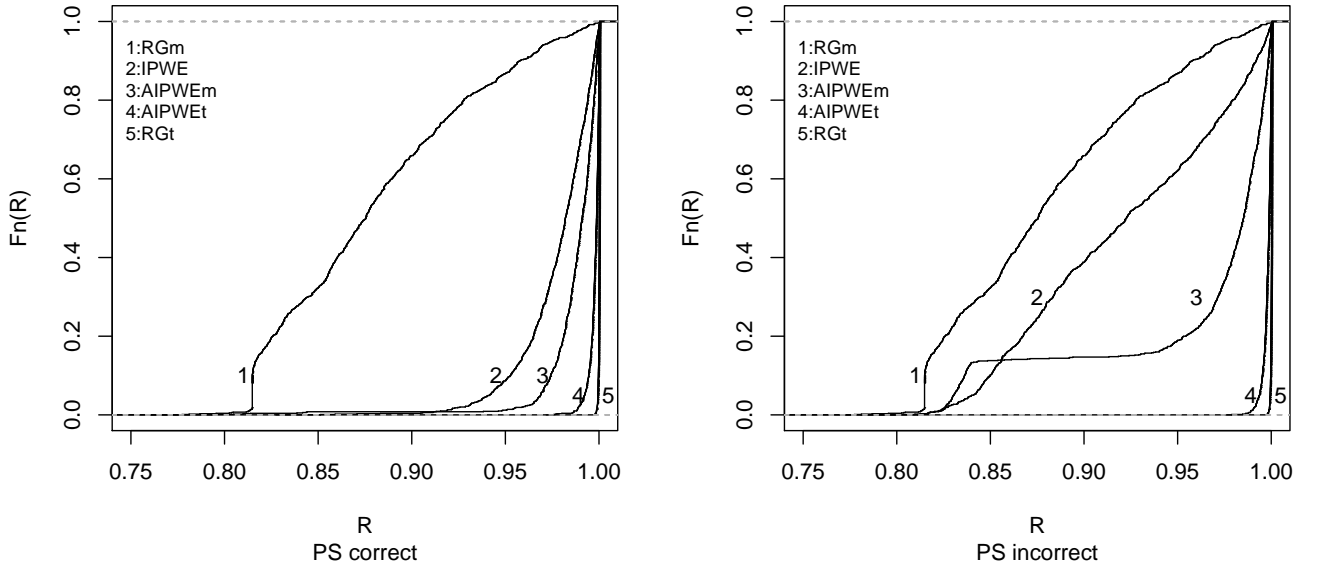 Fn(R)
0.0 0.2 0.4 0.6 0.8 1.0
1:RGm
2:IPWE
3:AIPWEm
4:AIPWEt
5:RGt
1 2 3 4 5
0.75 0.80 0.85 0.90 0.95 1.00
R
PS correct
Fn(R)
0.0 0.2 0.4 0.6 0.8 1.0
1:RGm
2:IPWE
3:AIPWEm
4:AIPWEt
5:RGt
1 2 3 4 5
0.75 0.80 0.85 0.90 0.95 1.00
R
PS incorrect